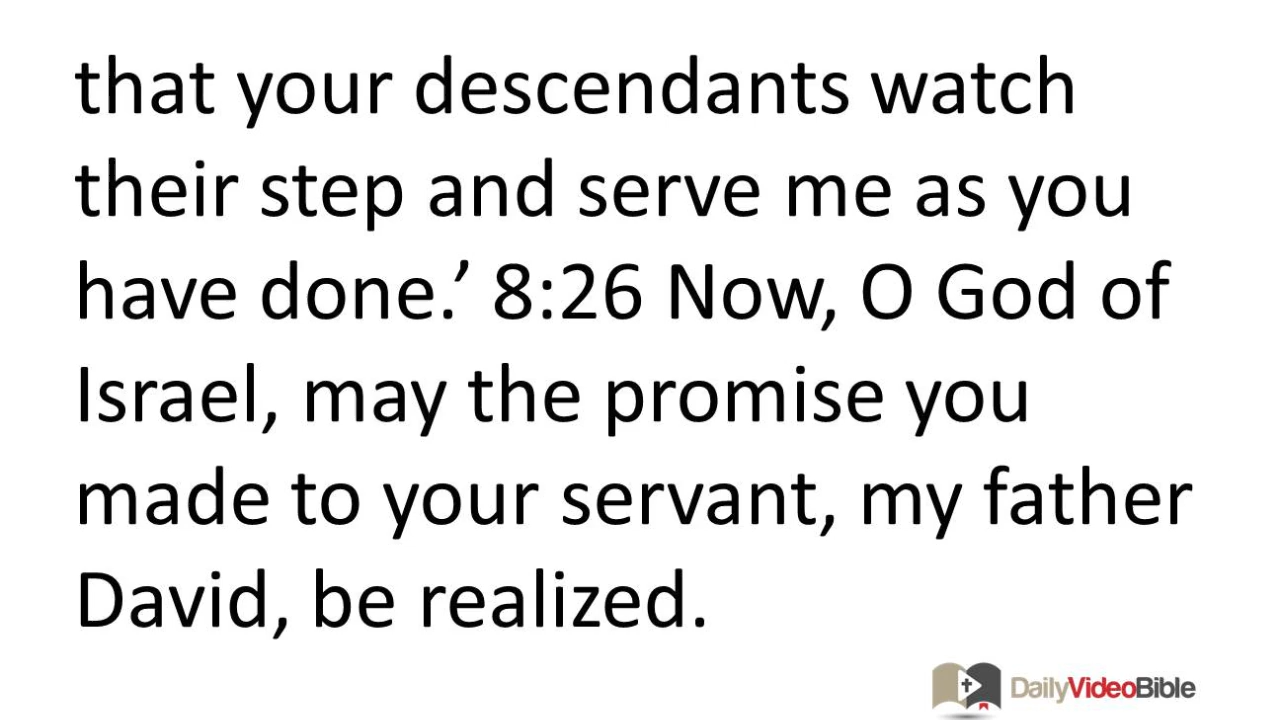 that your descendants watch
their step and serve me as you
have done.’ 8:26 Now, O God of
Israel, may the promise you
made to your servant, my father
David, be realized.
DailyVideoBible